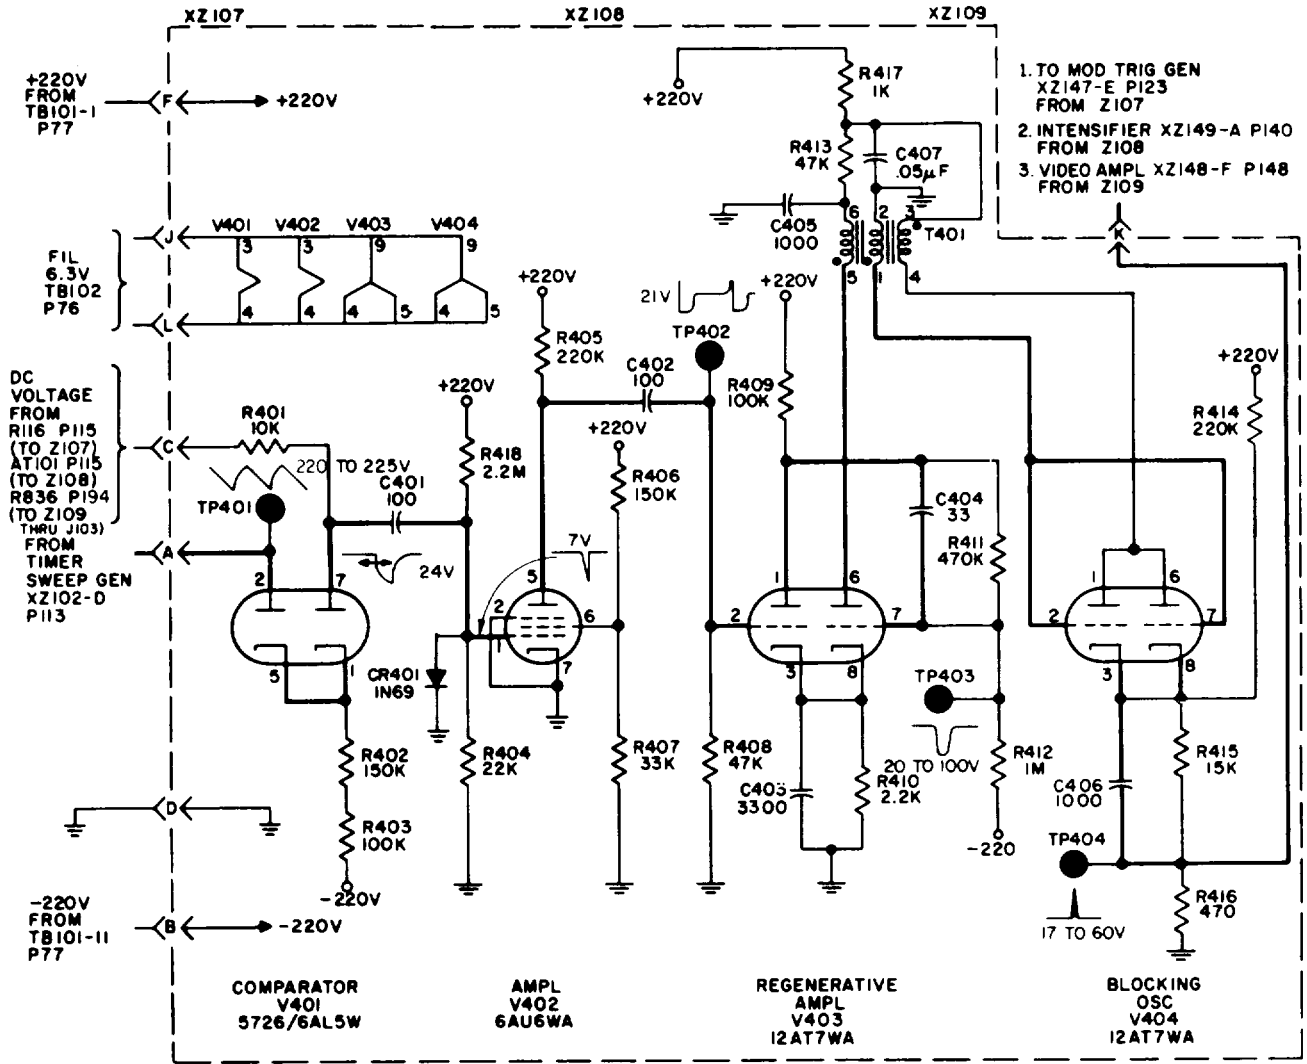 XZ107
XZ108
XZ109
+220V
FROM
TB101-1
P77
F
+220V
+220V
R417
1K
R413
47K
C407
.05µF
C405
1000
6
2
3
T401
5
1
4
1. TO MOD TRIG GEN
XZ147-E P123
FROM Z107
2. INTENSIFIER XZ149-A P140
FROM Z108
3. VIDEO AMPL XZ148-F P148
FROM Z109
K
FIL
6.3V
TB102
P76
J
L
V401
V402
V403
V404
3
3
9
9
4
4
4
5
4
5
DC
VOLTAGE
FROM
R116 P115
(TO Z107)
AT101 P115
(TO Z108)
R836 P194
(TO Z109
THRU J103)
FROM
TIMER
SWEEP GEN
XZ102-D
P113
C
A
R401
10K
220 TO 225V
TP401
C401
100
24V
2
7
5
1
R402
150K
R403
100K
-220V
D
-220V
FROM
TB101-11
P77
B
-220V
+220V
R418
2.2M
CR401
1N69
R404
22K
+220V
R405
220K
C402
100
7V
5
2
1
6
7
+220V
R406
150K
R407
33K
21V
TP402
R408
47K
+220V
R409
100K
C404
33
R411
470K
1
6
2
7
3
8
TP403
20 TO 100V
C403
3300
R410
2.2K
R412
1M
-220
+220V
R414
220K
1
6
2
7
3
8
C406
1000
R415
15K
TP404
17 TO 60V
R416
470
COMPARATOR
V401
5726/6AL5W
AMPL
V402
6AU6WA
REGENERATIVE
AMPL
V403
12AT7WA
BLOCKING
OSC
V404
12AT7WA